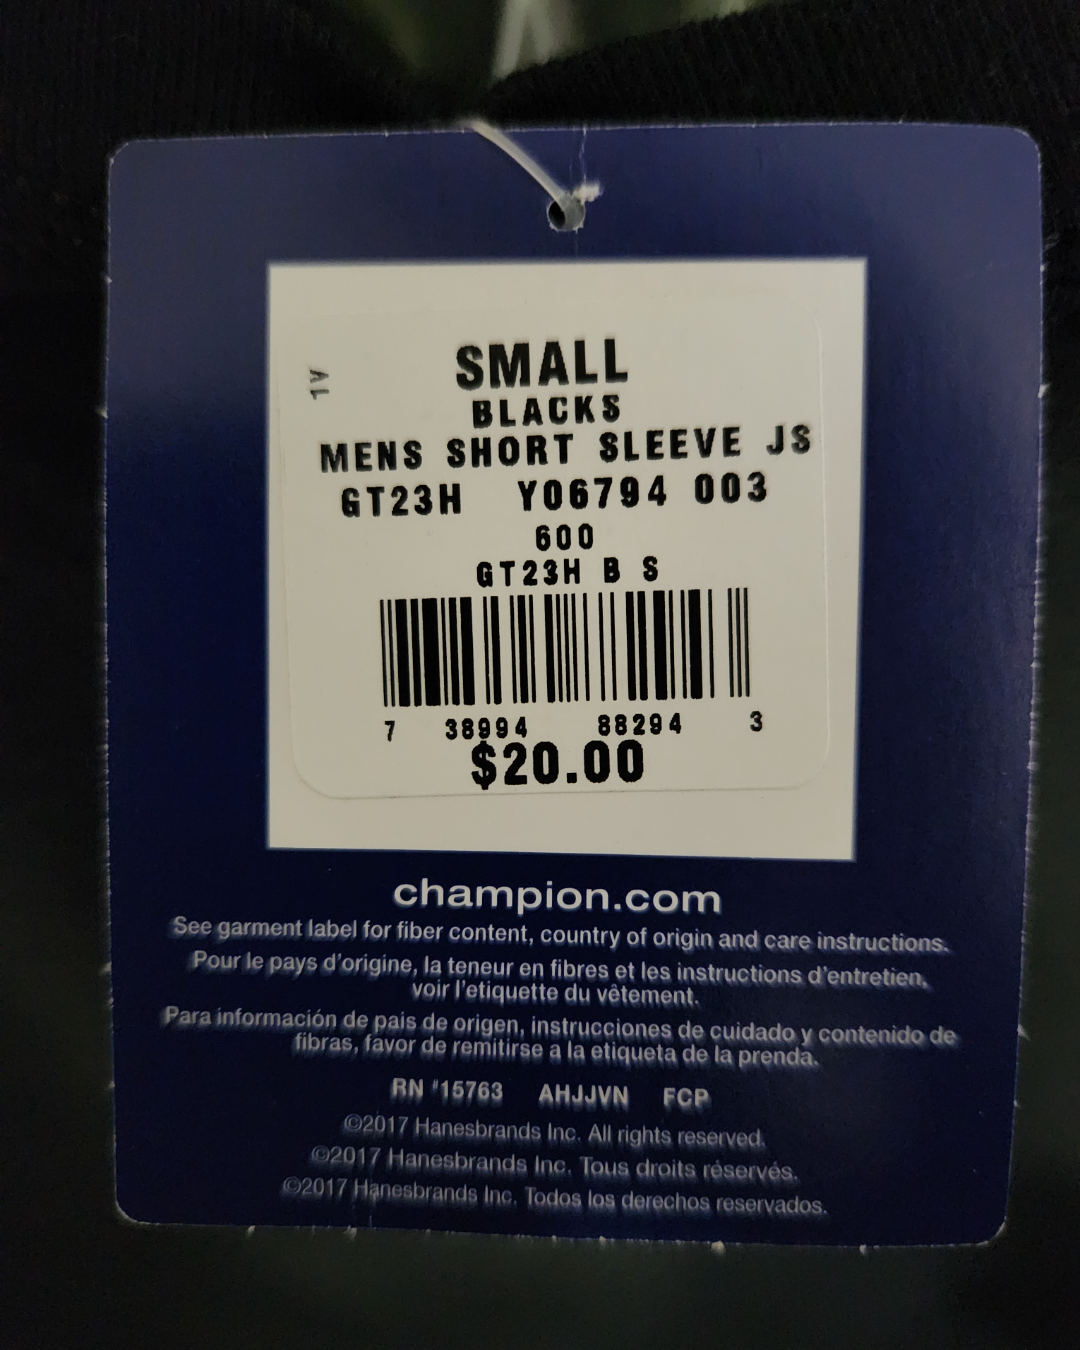 1V
SMALL
BLACKS
MENS SHORT SLEEVE JS
GT23H Y06794 003
600
GT23H B S
7 38994 88294 3
$20.00
champion.com
See garment label for fiber content, country of origin and care instructions.
Pour le pays d'origine, la teneur en fibres et les instructions d'entretien,
voir l'etiquette du vêtement.
Para información de pais de origen, instrucciones de cuidado y contenido de
fibras, favor de remitirse a la etiqueta de la prenda.
RN #15763 AHJJVN FCP
©2017 Hanesbrands Inc. All rights reserved.
©2017 Hanesbrands Inc. Tous droits réservés.
©2017 Hanesbrands Inc. Todos los derechos reservados.